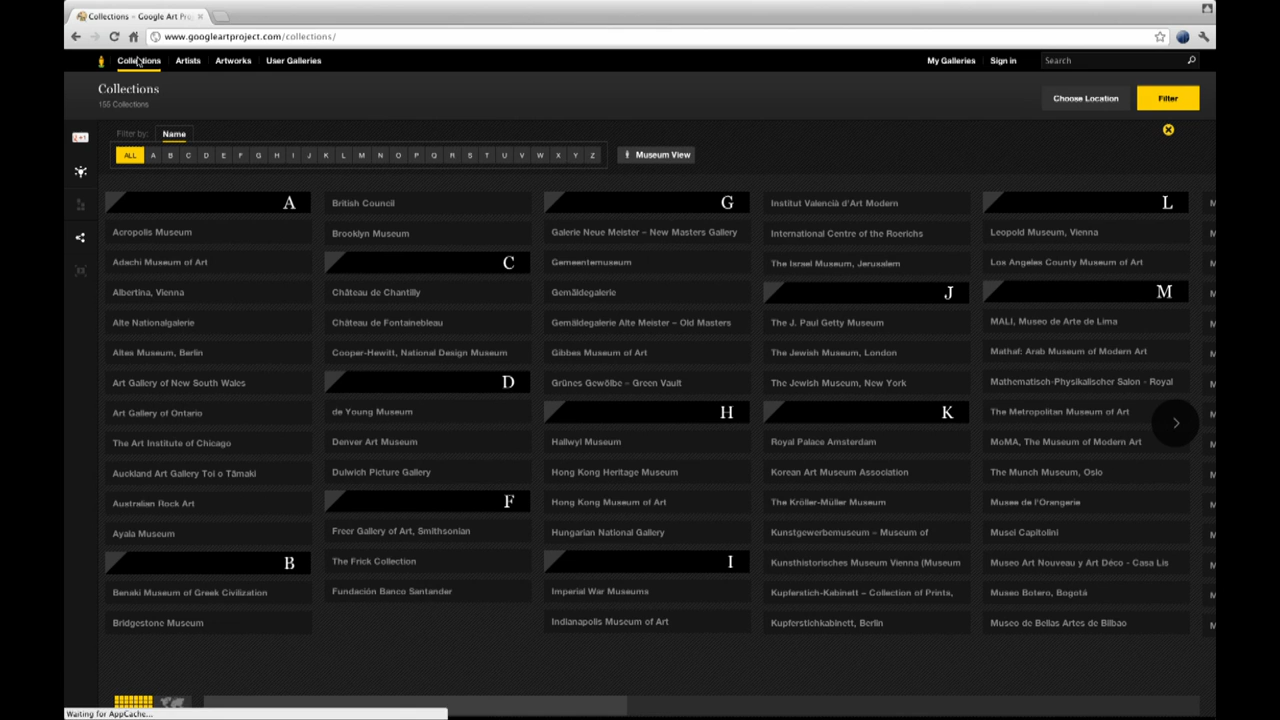 Collections – Google Art Pro
www.googleartproject.com/collections/
Collections Artists Artworks User Galleries My Galleries Sign in Search
Collections
155 Collections
Choose Location Filter
Filter by: Name
ALL A B C D E F G H I J K L M N O P Q R S T U V W X Y Z Museum View
A
Acropolis Museum
Adachi Museum of Art
Albertina, Vienna
Alte Nationalgalerie
Altes Museum, Berlin
Art Gallery of New South Wales
Art Gallery of Ontario
The Art Institute of Chicago
Auckland Art Gallery Toi o Tāmaki
Australian Rock Art
Ayala Museum
B
Benaki Museum of Greek Civilization
Bridgestone Museum
British Council
Brooklyn Museum
C
Château de Chantilly
Château de Fontainebleau
Cooper-Hewitt, National Design Museum
D
de Young Museum
Denver Art Museum
Dulwich Picture Gallery
F
Freer Gallery of Art, Smithsonian
The Frick Collection
Fundación Banco Santander
G
Galerie Neue Meister – New Masters Gallery
Gemeentemuseum
Gemäldegalerie
Gemäldegalerie Alte Meister – Old Masters
Gibbes Museum of Art
Grünes Gewölbe – Green Vault
H
Hallwyl Museum
Hong Kong Heritage Museum
Hong Kong Museum of Art
Hungarian National Gallery
I
Imperial War Museums
Indianapolis Museum of Art
Institut Valencià d'Art Modern
International Centre of the Roerichs
The Israel Museum, Jerusalem
J
The J. Paul Getty Museum
The Jewish Museum, London
The Jewish Museum, New York
K
Royal Palace Amsterdam
Korean Art Museum Association
The Kröller-Müller Museum
Kunstgewerbemuseum – Museum of
Kunsthistorisches Museum Vienna (Museum
Kupferstich-Kabinett – Collection of Prints,
Kupferstichkabinett, Berlin
L
Leopold Museum, Vienna
Los Angeles County Museum of Art
M
MALI, Museo de Arte de Lima
Mathaf: Arab Museum of Modern Art
Mathematisch-Physikalischer Salon - Royal
The Metropolitan Museum of Art
MoMA, The Museum of Modern Art
The Munch Museum, Oslo
Musee de l'Orangerie
Musei Capitolini
Museo Art Nouveau y Art Déco - Casa Lis
Museo Botero, Bogotá
Museo de Bellas Artes de Bilbao
Waiting for AppCache...